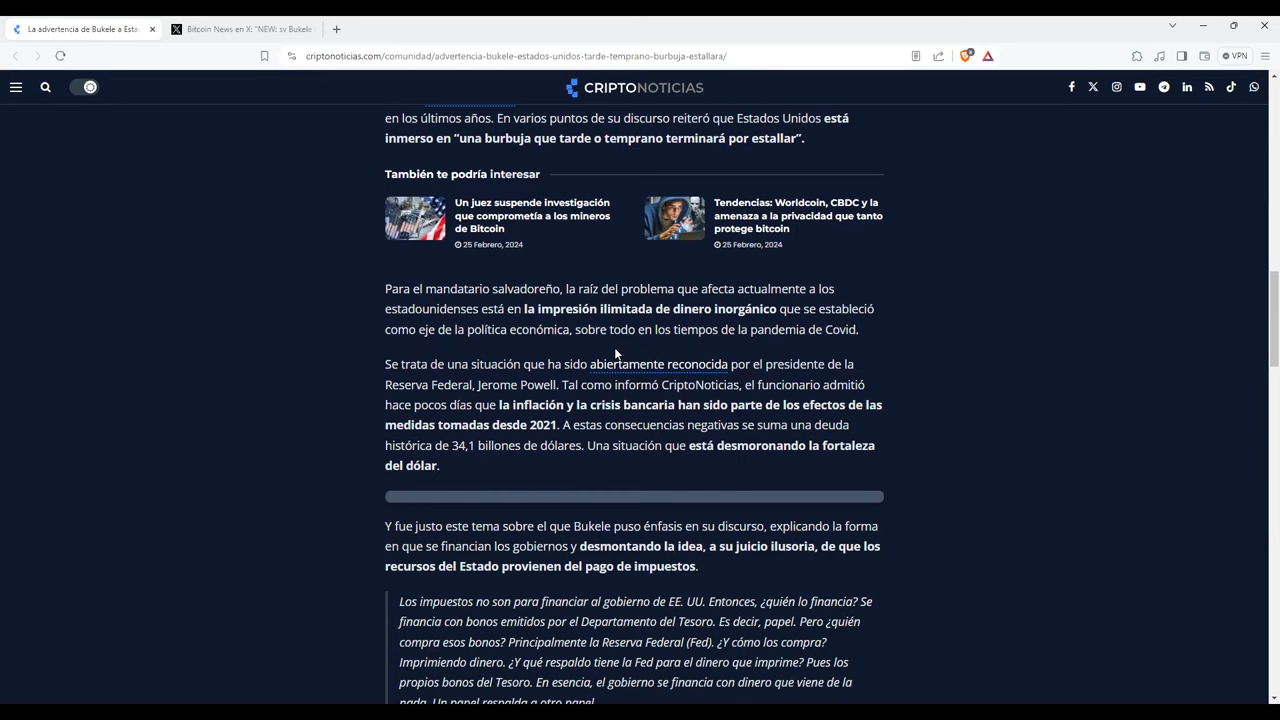 La advertencia de Bukele a Esta
Bitcoin News en X: "NEW: sv Bukele
criptonoticias.com/comunidad/advertencia-bukele-estados-unidos-tarde-temprano-burbuja-estallara/
VPN
CRIPTONOTICIAS
en los últimos años. En varios puntos de su discurso reiteró que Estados Unidos está
inmerso en “una burbuja que tarde o temprano terminará por estallar”.
También te podría interesar
Un juez suspende investigación
que comprometía a los mineros
de Bitcoin
25 Febrero, 2024
Tendencias: Worldcoin, CBDC y la
amenaza a la privacidad que tanto
protege bitcoin
25 Febrero, 2024
Para el mandatario salvadoreño, la raíz del problema que afecta actualmente a los
estadounidenses está en la impresión ilimitada de dinero inorgánico que se estableció
como eje de la política económica, sobre todo en los tiempos de la pandemia de Covid.
Se trata de una situación que ha sido abiertamente reconocida por el presidente de la
Reserva Federal, Jerome Powell. Tal como informó CriptoNoticias, el funcionario admitió
hace pocos días que la inflación y la crisis bancaria han sido parte de los efectos de las
medidas tomadas desde 2021. A estas consecuencias negativas se suma una deuda
histórica de 34,1 billones de dólares. Una situación que está desmoronando la fortaleza
del dólar.
Y fue justo este tema sobre el que Bukele puso énfasis en su discurso, explicando la forma
en que se financian los gobiernos y desmontando la idea, a su juicio ilusoria, de que los
recursos del Estado provienen del pago de impuestos.
Los impuestos no son para financiar al gobierno de EE. UU. Entonces, ¿quién lo financia? Se
financia con bonos emitidos por el Departamento del Tesoro. Es decir, papel. Pero ¿quién
compra esos bonos? Principalmente la Reserva Federal (Fed). ¿Y cómo los compra?
Imprimiendo dinero. ¿Y qué respaldo tiene la Fed para el dinero que imprime? Pues los
propios bonos del Tesoro. En esencia, el gobierno se financia con dinero que viene de la
nada. Un papel respalda a otro papel